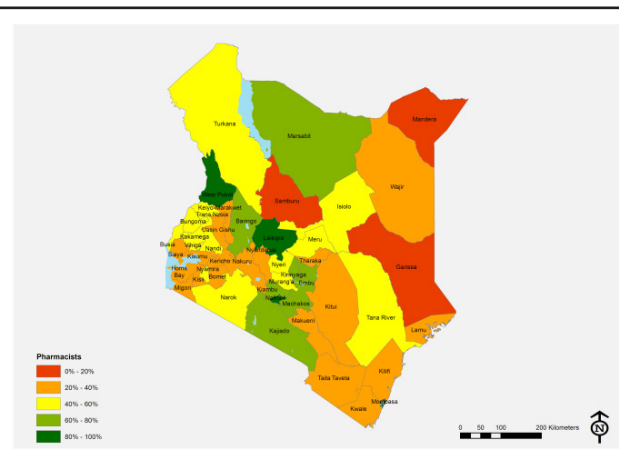 Mandera
Turkana
Marsabit
Wajir
West Pokot
Samburu
Isiolo
Keiyo-Marakwet
Trans Nzoia
Bungoma
Uasin Gishu
Baringo
Laikipia
Meru
Kakamega
Busia
Vihiga
Nandi
Siaya
Kisumu
Nyandarua
Nyeri
Tharaka
Garissa
Kericho
Nakuru
Homa
Bay
Nyamira
Kisii
Bomet
Kirinyaga
Murang'a
Embu
Kiambu
Migori
Narok
Nairobi
Machakos
Kitui
Tana River
Makueni
Kajiado
Lamu
Kilifi
Taita Taveta
Mombasa
Kwale
Pharmacists
0% - 20%
20% - 40%
40% - 60%
60% - 80%
80% - 100%
0 50 100 200 Kilometers
N